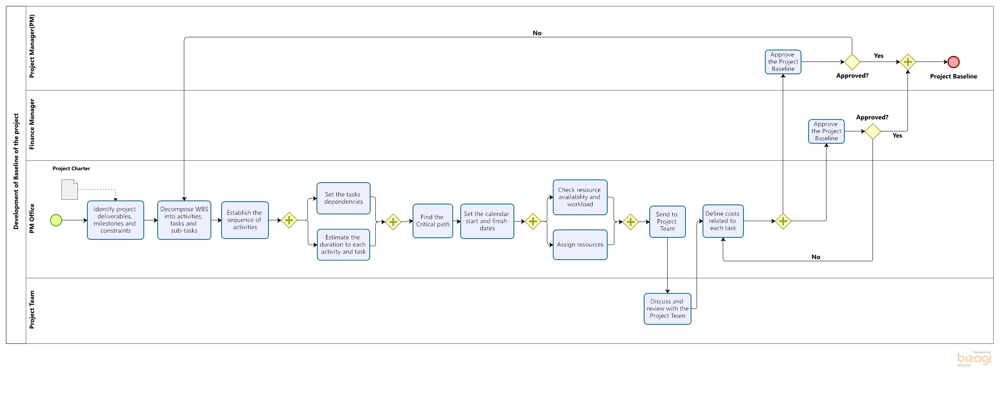 Development of Baseline of the project
Project Manager(PM)
No
Approve
the Project
Baseline
Approved?
Yes
Project Baseline
Finance Manager
Approve
the Project
Baseline
Approved?
Yes
PM Office
Project Charter
Identify project
deliverables,
milestones and
constraints
Decompose WBS
into activities,
tasks and
sub-tasks
Establish the
sequence of
activities
Set the tasks
dependencies
Estimate the
duration to each
activity and task
Find the
Critical path
Set the calendar
start and finish
dates
Check resource
availability and
workload
Assign resources
Send to
Project
Team
Define costs
related to
each task
No
Project Team
Discuss and
review with the
Project Team
Powered by
bizagi
Modeler